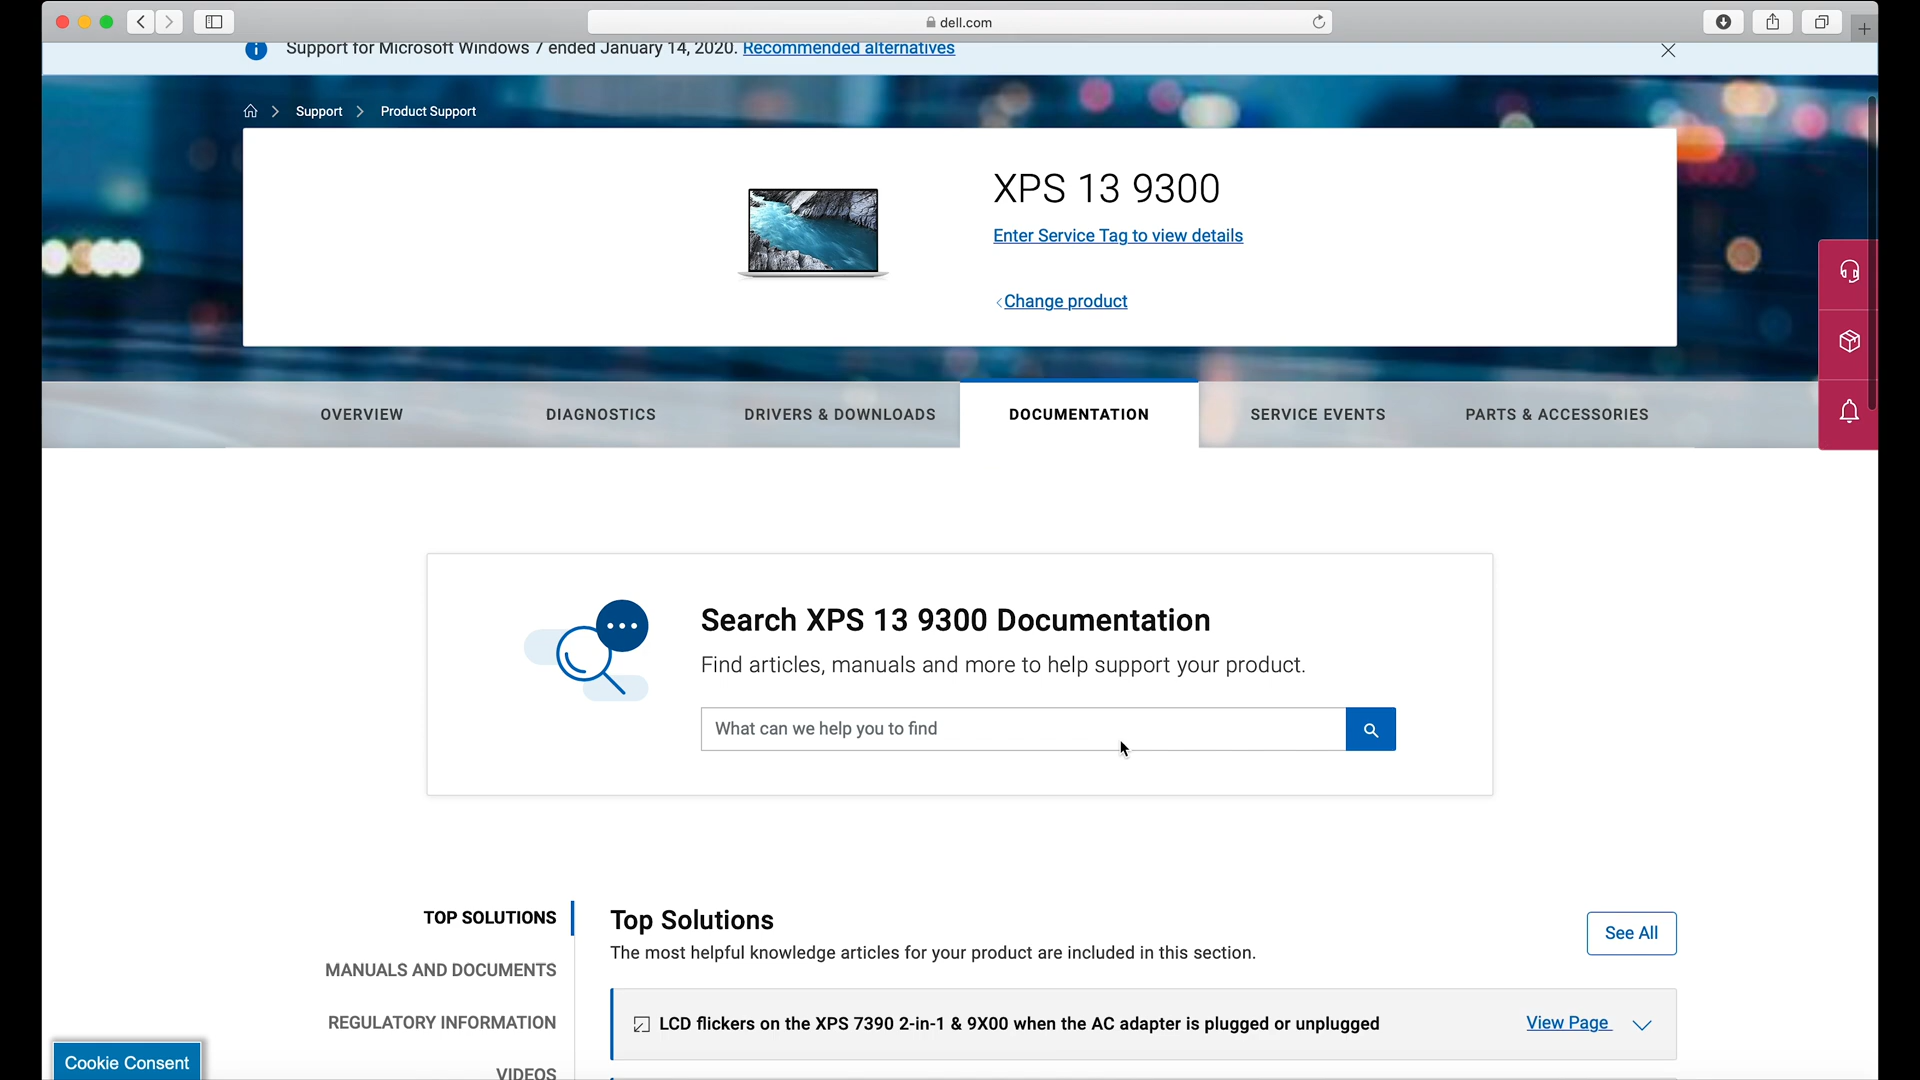 dell.com
Support for Microsoft Windows 7 ended January 14, 2020. Recommended alternatives
Support
Product Support
XPS 13 9300
Enter Service Tag to view details
Change product
OVERVIEW
DIAGNOSTICS
DRIVERS & DOWNLOADS
DOCUMENTATION
SERVICE EVENTS
PARTS & ACCESSORIES
Search XPS 13 9300 Documentation
Find articles, manuals and more to help support your product.
What can we help you to find
TOP SOLUTIONS
MANUALS AND DOCUMENTS
REGULATORY INFORMATION
VIDEOS
Top Solutions
The most helpful knowledge articles for your product are included in this section.
See All
LCD flickers on the XPS 7390 2-in-1 & 9X00 when the AC adapter is plugged or unplugged
View Page
Cookie Consent